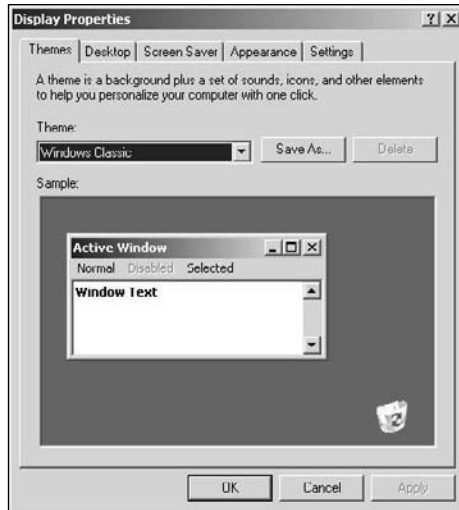 Display Properties
Themes Desktop Screen Saver Appearance Settings
A theme is a background plus a set of sounds, icons, and other elements
to help you personalize your computer with one click.
Theme:
Windows Classic Save As... Delete
Sample:
Active Window
Normal Disabled Selected
Window Text
OK Cancel Apply